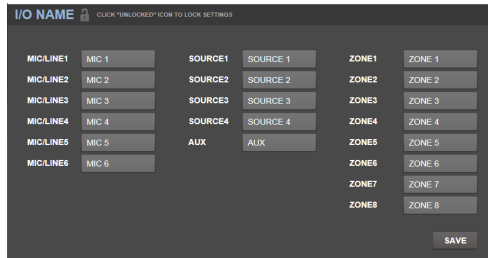 I/O NAME CLICK "UNLOCKED" ICON TO LOCK SETTINGS
MIC/LINE1 MIC 1 SOURCE1 SOURCE 1 ZONE1 ZONE 1
MIC/LINE2 MIC 2 SOURCE2 SOURCE 2 ZONE2 ZONE 2
MIC/LINE3 MIC 3 SOURCE3 SOURCE 3 ZONE3 ZONE 3
MIC/LINE4 MIC 4 SOURCE4 SOURCE 4 ZONE4 ZONE 4
MIC/LINE5 MIC 5 AUX AUX ZONE5 ZONE 5
MIC/LINE6 MIC 6 ZONE6 ZONE 6
ZONE7 ZONE 7
ZONE8 ZONE 8
SAVE